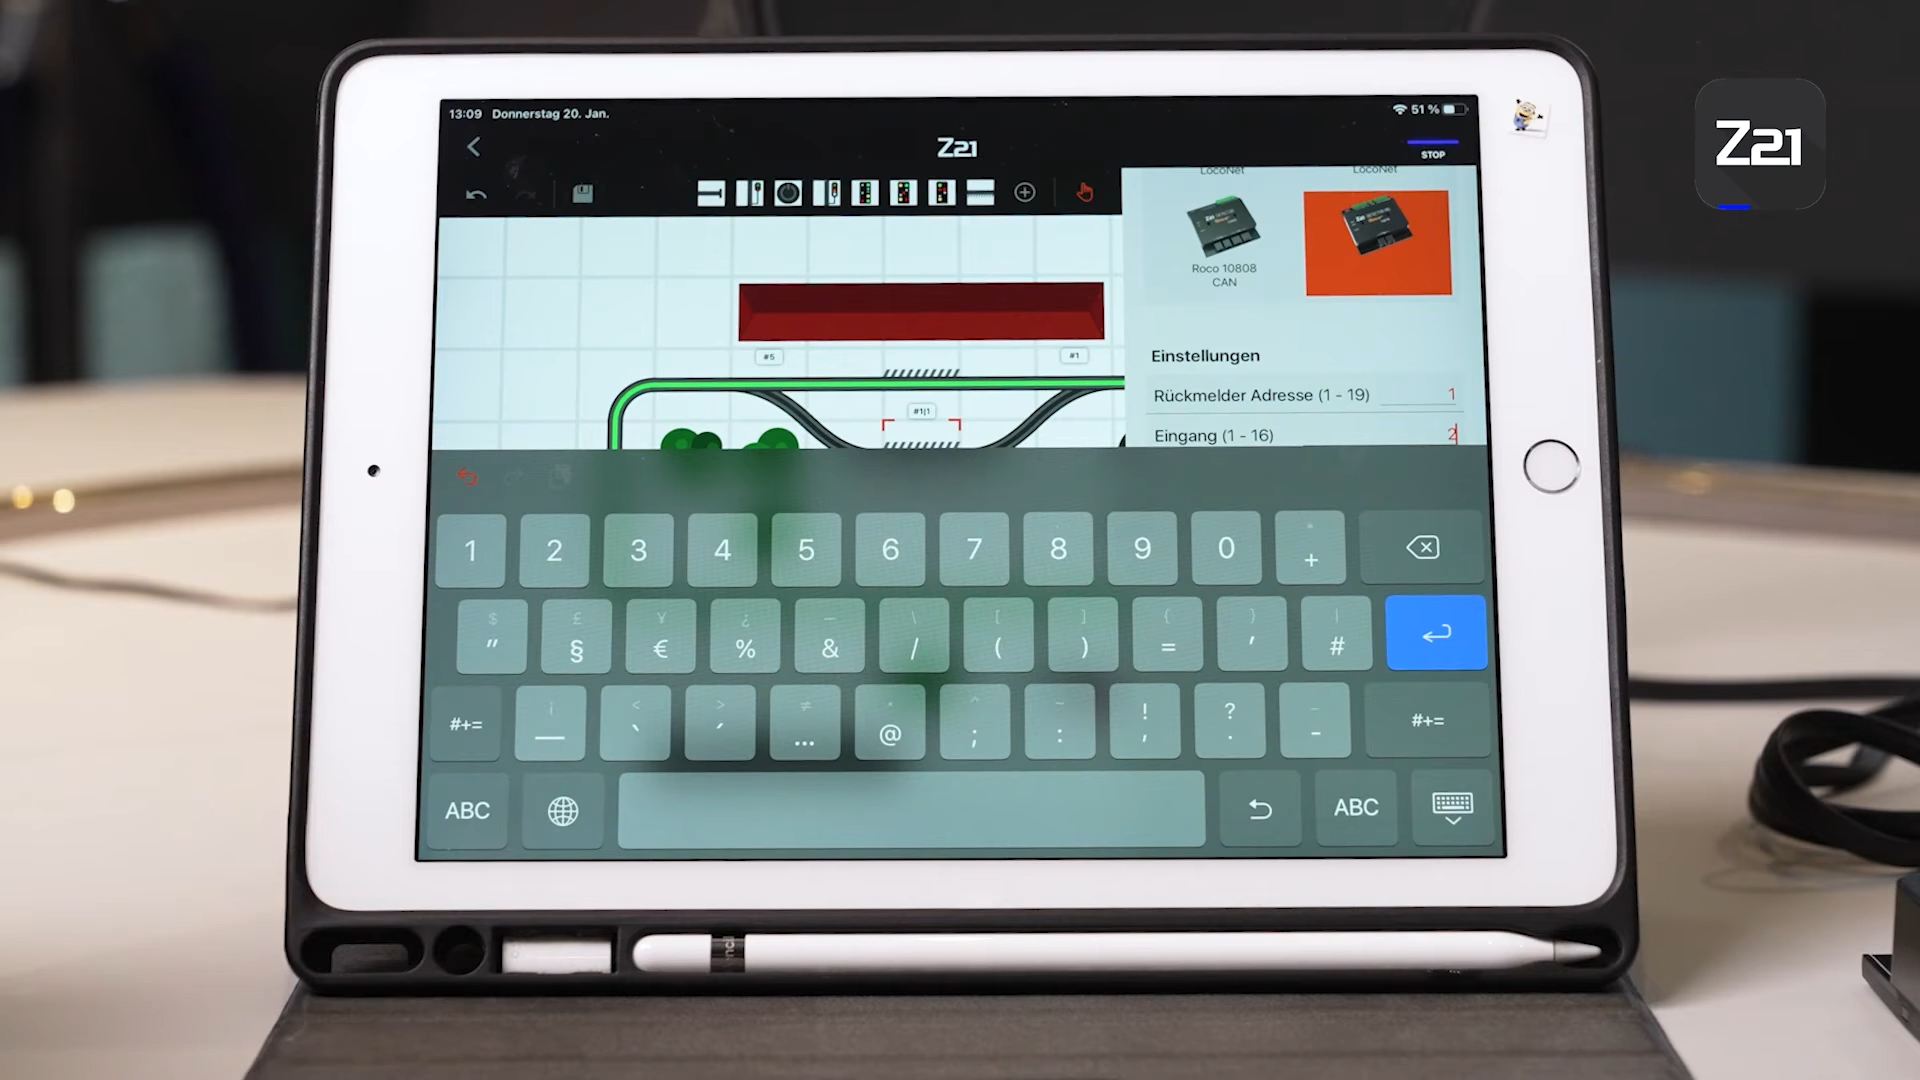 13:09 Donnerstag 20. Jan.
51 %
Z21
STOP
Z21
LocoNet
LocoNet
Roco 10808
CAN
#5
#1
#1|1
Einstellungen
Rückmelder Adresse (1 - 19) 1
Eingang (1 - 16) 2
1 2 3 4 5 6 7 8 9 0 +
" § € % & / ( ) = ' #
#+= _ ` ´ … @ ; : ! , ? . - #+=
ABC ABC